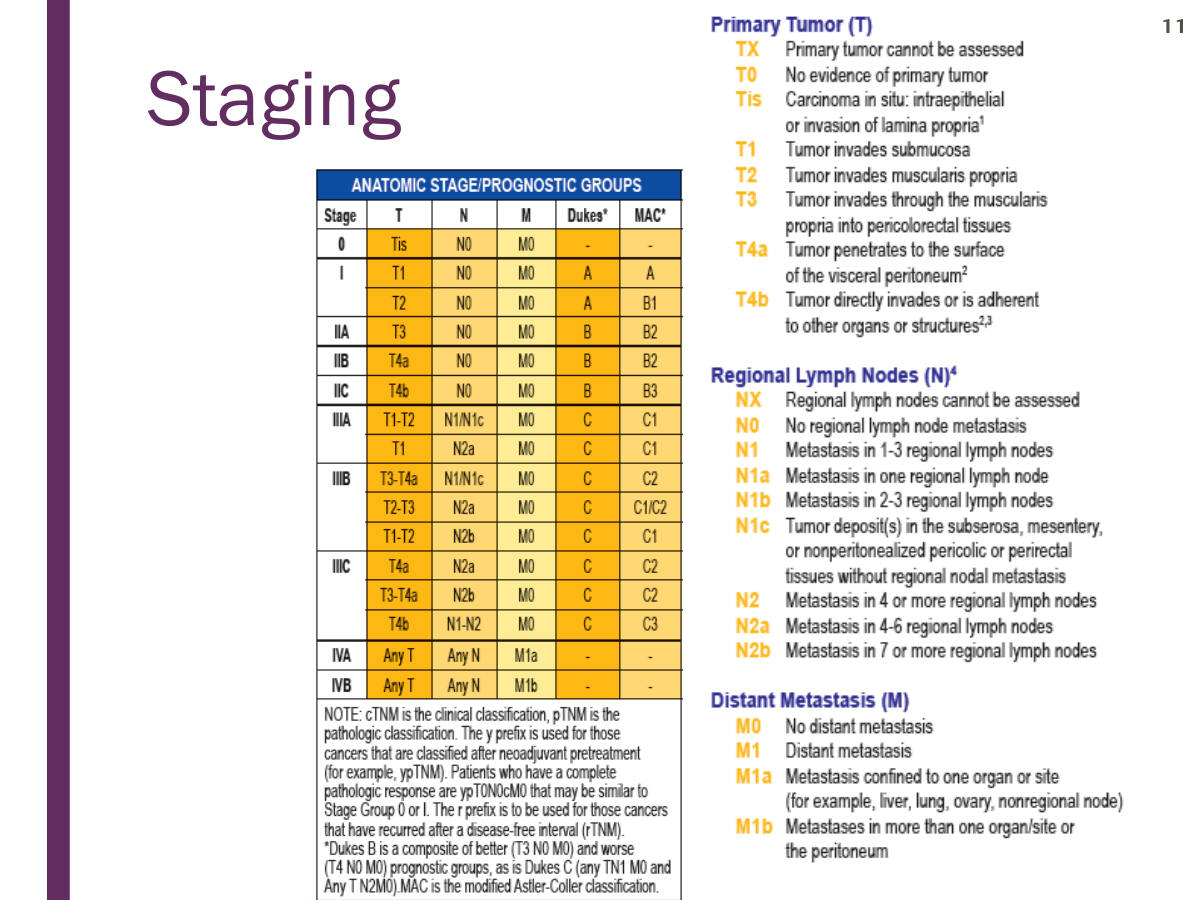 11
Staging
ANATOMIC STAGE/PROGNOSTIC GROUPS
Stage T N M Dukes* MAC*
0 Tis N0 M0 - -
I T1 N0 M0 A A
T2 N0 M0 A B1
IIA T3 N0 M0 B B2
IIB T4a N0 M0 B B2
IIC T4b N0 M0 B B3
IIIA T1-T2 N1/N1c M0 C C1
T1 N2a M0 C C1
IIIB T3-T4a N1/N1c M0 C C2
T2-T3 N2a M0 C C1/C2
T1-T2 N2b M0 C C1
IIIC T4a N2a M0 C C2
T3-T4a N2b M0 C C2
T4b N1-N2 M0 C C3
IVA Any T Any N M1a - -
IVB Any T Any N M1b - -
NOTE: cTNM is the clinical classification, pTNM is the
pathologic classification. The y prefix is used for those
cancers that are classified after neoadjuvant pretreatment
(for example, ypTNM). Patients who have a complete
pathologic response are ypT0N0cM0 that may be similar to
Stage Group 0 or I. The r prefix is to be used for those cancers
that have recurred after a disease-free interval (rTNM).
*Dukes B is a composite of better (T3 N0 M0) and worse
(T4 N0 M0) prognostic groups, as is Dukes C (any TN1 M0 and
Any T N2M0).MAC is the modified Astler-Coller classification.
Primary Tumor (T)
TX Primary tumor cannot be assessed
T0 No evidence of primary tumor
Tis Carcinoma in situ: intraepithelial
or invasion of lamina propria¹
T1 Tumor invades submucosa
T2 Tumor invades muscularis propria
T3 Tumor invades through the muscularis
propria into pericolorectal tissues
T4a Tumor penetrates to the surface
of the visceral peritoneum²
T4b Tumor directly invades or is adherent
to other organs or structures²,³
Regional Lymph Nodes (N)⁴
NX Regional lymph nodes cannot be assessed
N0 No regional lymph node metastasis
N1 Metastasis in 1-3 regional lymph nodes
N1a Metastasis in one regional lymph node
N1b Metastasis in 2-3 regional lymph nodes
N1c Tumor deposit(s) in the subserosa, mesentery,
or nonperitonealized pericolic or perirectal
tissues without regional nodal metastasis
N2 Metastasis in 4 or more regional lymph nodes
N2a Metastasis in 4-6 regional lymph nodes
N2b Metastasis in 7 or more regional lymph nodes
Distant Metastasis (M)
M0 No distant metastasis
M1 Distant metastasis
M1a Metastasis confined to one organ or site
(for example, liver, lung, ovary, nonregional node)
M1b Metastases in more than one organ/site or
the peritoneum